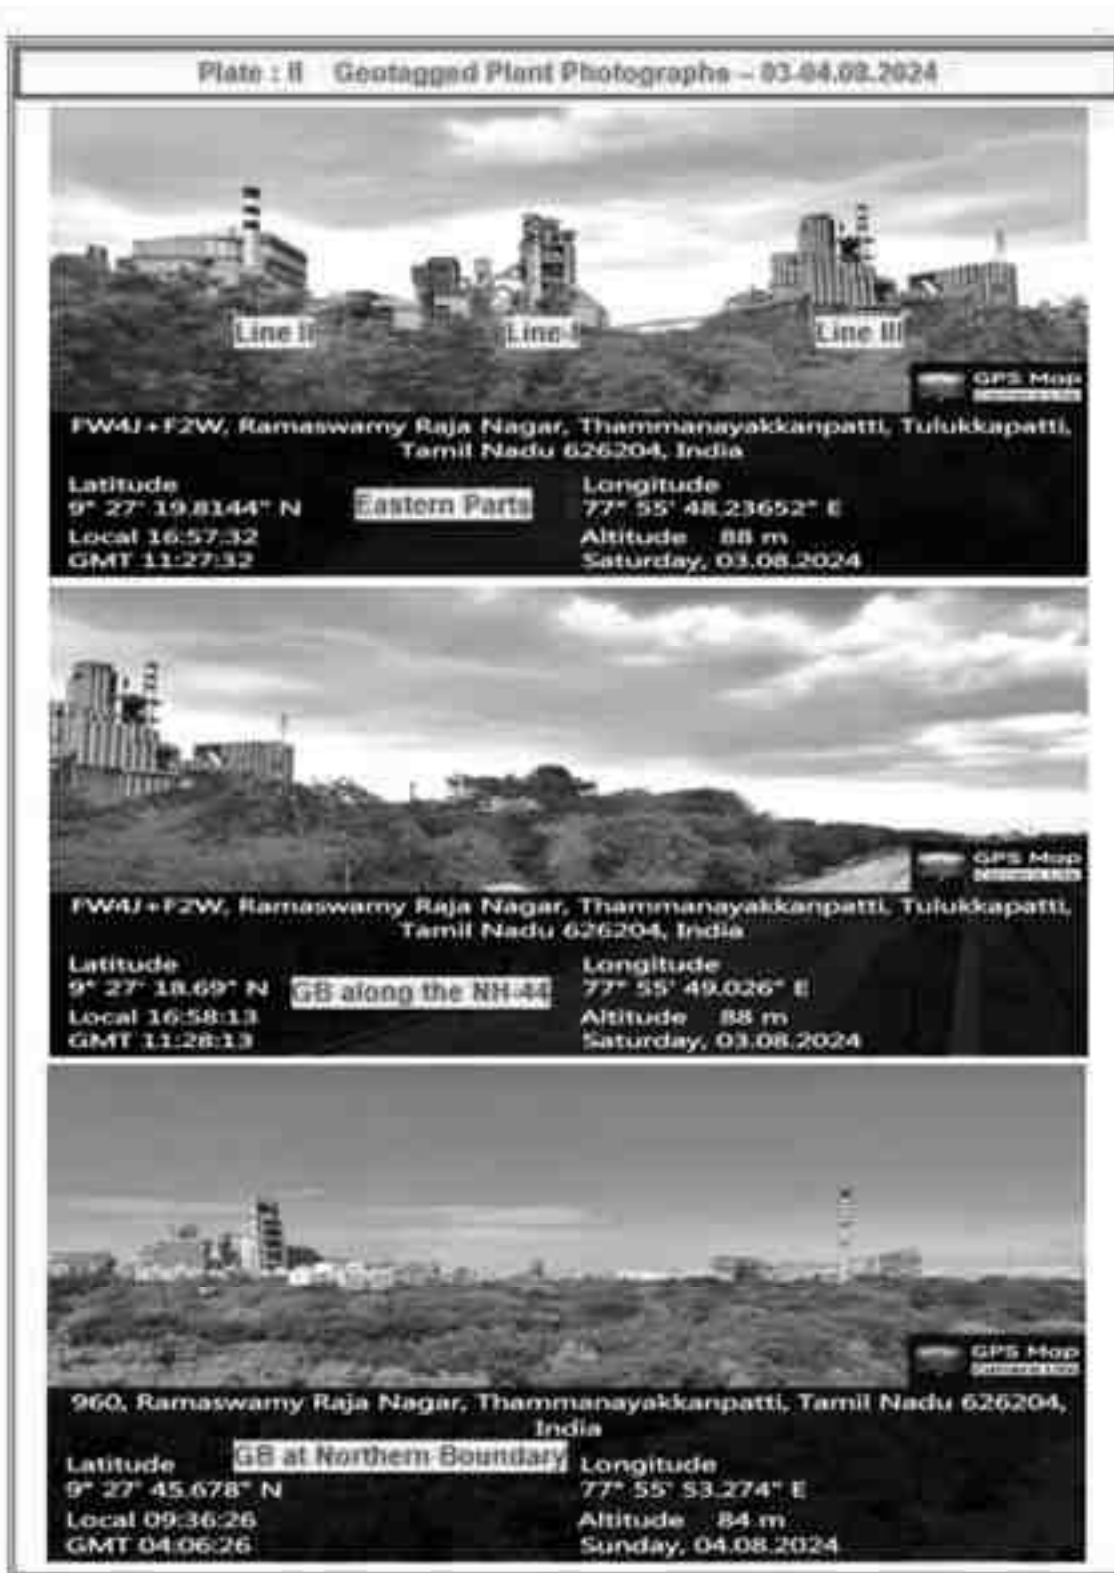 Plate : II Geotagged Plant Photographs – 03-04.08.2024
Line II
Line-I
Line III
GPS Map
Camera Lite
FW4J+F2W, Ramaswamy Raja Nagar, Thammanayakkanpatti, Tulukkapatti,
Tamil Nadu 626204, India
Latitude
9° 27' 19.8144" N
Eastern Parts
Longitude
77° 55' 48.23652" E
Local 16:57:32
GMT 11:27:32
Altitude 88 m
Saturday, 03.08.2024
GPS Map
Camera Lite
FW4J+F2W, Ramaswamy Raja Nagar, Thammanayakkanpatti, Tulukkapatti,
Tamil Nadu 626204, India
Latitude
9° 27' 18.69" N
GB along the NH-44
Longitude
77° 55' 49.026" E
Local 16:58:13
GMT 11:28:13
Altitude 88 m
Saturday, 03.08.2024
GPS Map
Camera Lite
960, Ramaswamy Raja Nagar, Thammanayakkanpatti, Tamil Nadu 626204,
India
GB at Northern Boundary
Latitude
9° 27' 45.678" N
Longitude
77° 55' 53.274" E
Local 09:36:26
GMT 04:06:26
Altitude 84 m
Sunday, 04.08.2024